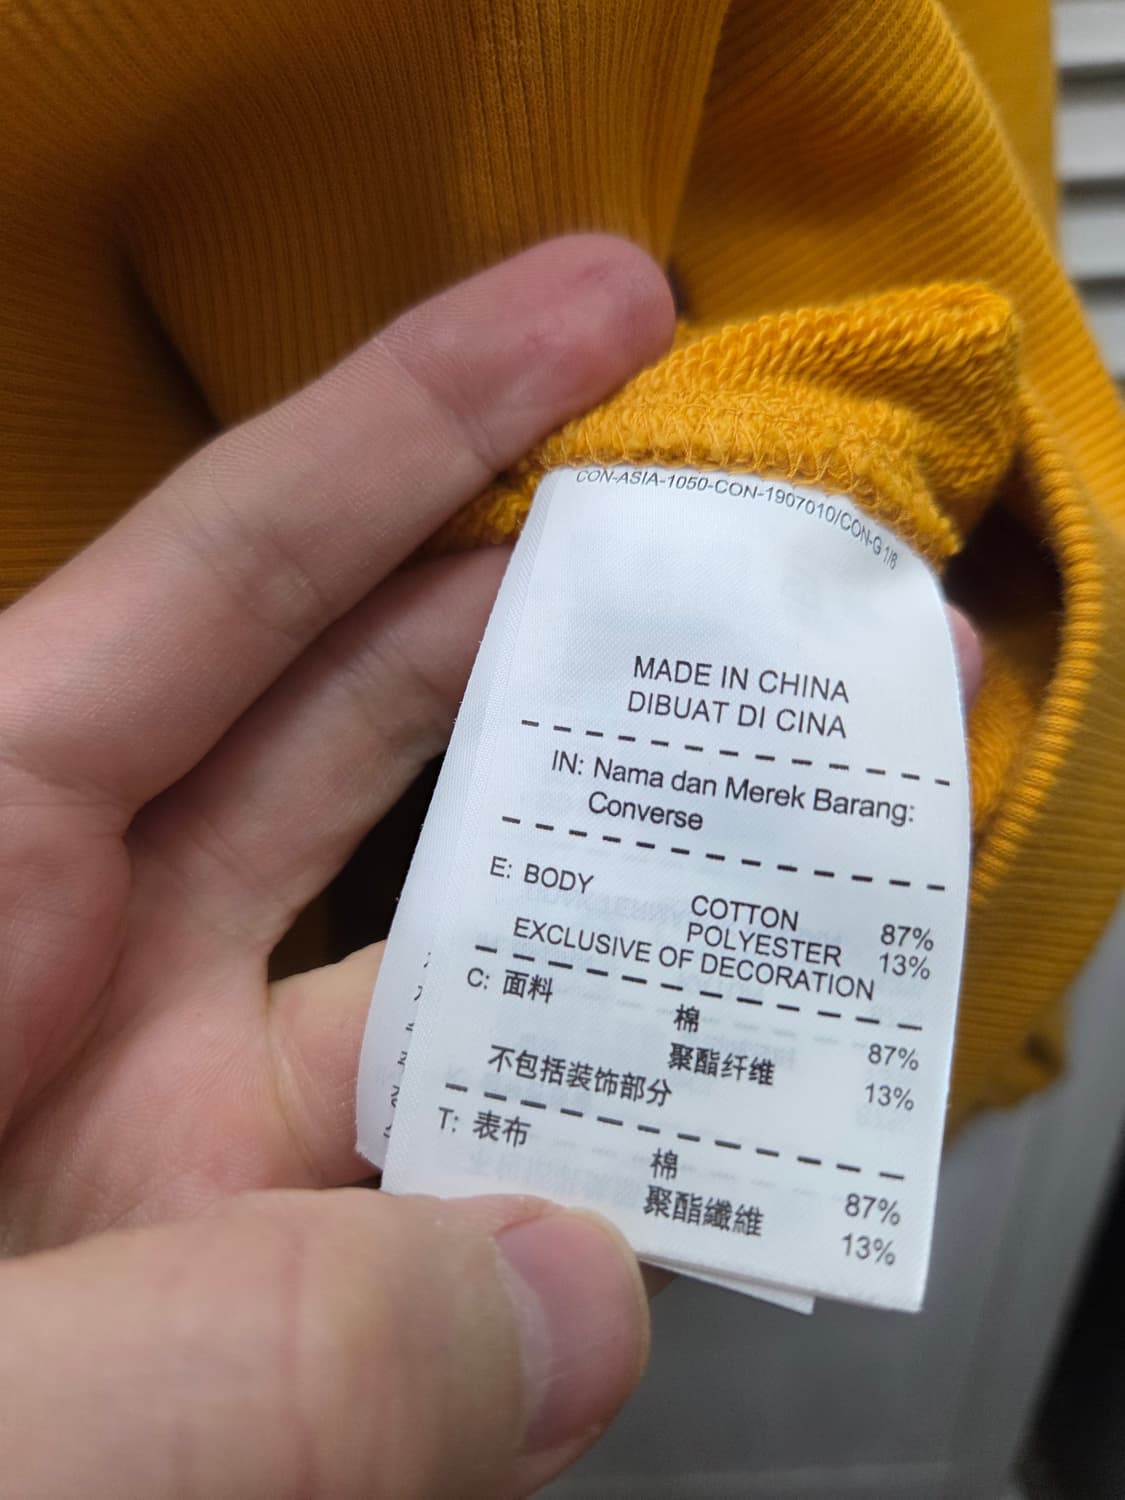 CON-ASIA-1050-CON-1907010/CON-G 1/8
MADE IN CHINA
DIBUAT DI CINA
IN: Nama dan Merek Barang:
Converse
E: BODY
COTTON 87%
POLYESTER 13%
EXCLUSIVE OF DECORATION
C: 面料
棉 87%
聚酯纤维 13%
不包括装饰部分
T: 表布
棉 87%
聚酯纖維 13%